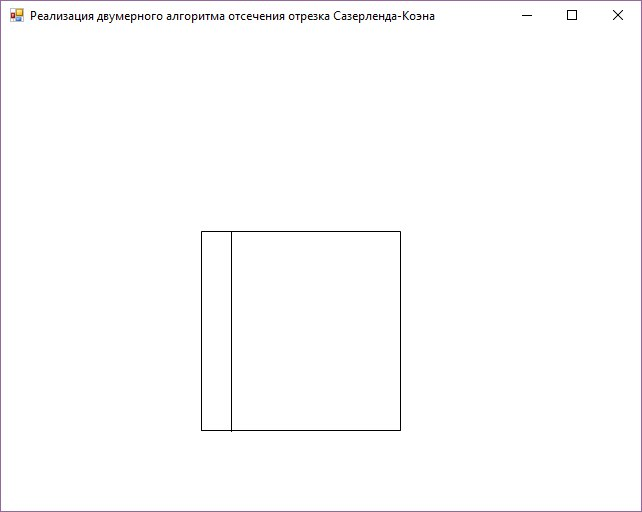 Реализация двумерного алгоритма отсечения отрезка Сазерленда-Коэна